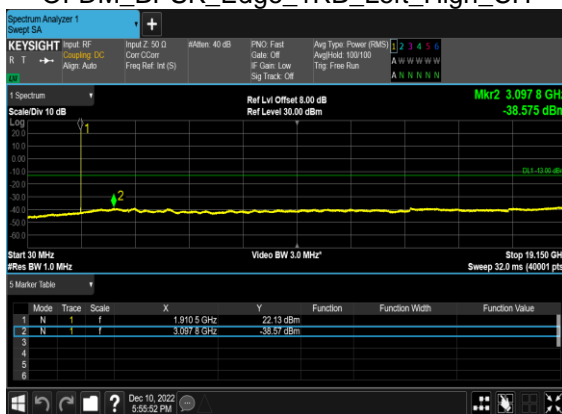 Spectrum Analyzer 1
Swept SA
+
KEYSIGHT
R T
LXI
Input: RF
Coupling: DC
Align: Auto
Input Z: 50 Ω
Corr CCorr
Freq Ref: Int (S)
#Atten: 40 dB
PNO: Fast
Gate: Off
IF Gain: Low
Sig Track: Off
Avg Type: Power (RMS)
Avg|Hold: 100/100
Trig: Free Run
1 2 3 4 5 6
A W W W W W
A N N N N N
1 Spectrum
Scale/Div 10 dB
Log
Ref Lvl Offset 8.00 dB
Ref Level 30.00 dBm
Mkr2 3.097 8 GHz
-38.575 dBm
20.0
10.0
0.00
-10.0
-20.0
-30.0
-40.0
-50.0
-60.0
1
2
DL1 -13.00 dBm
Start 30 MHz
#Res BW 1.0 MHz
Video BW 3.0 MHz*
Stop 19.150 GHz
Sweep 32.0 ms (40001 pts)
5 Marker Table
Mode Trace Scale X Y Function Function Width Function Value
1 N 1 f 1.910 5 GHz 22.13 dBm
2 N 1 f 3.097 8 GHz -38.57 dBm
3
4
5
6
?
Dec 10, 2022
5:55:52 PM